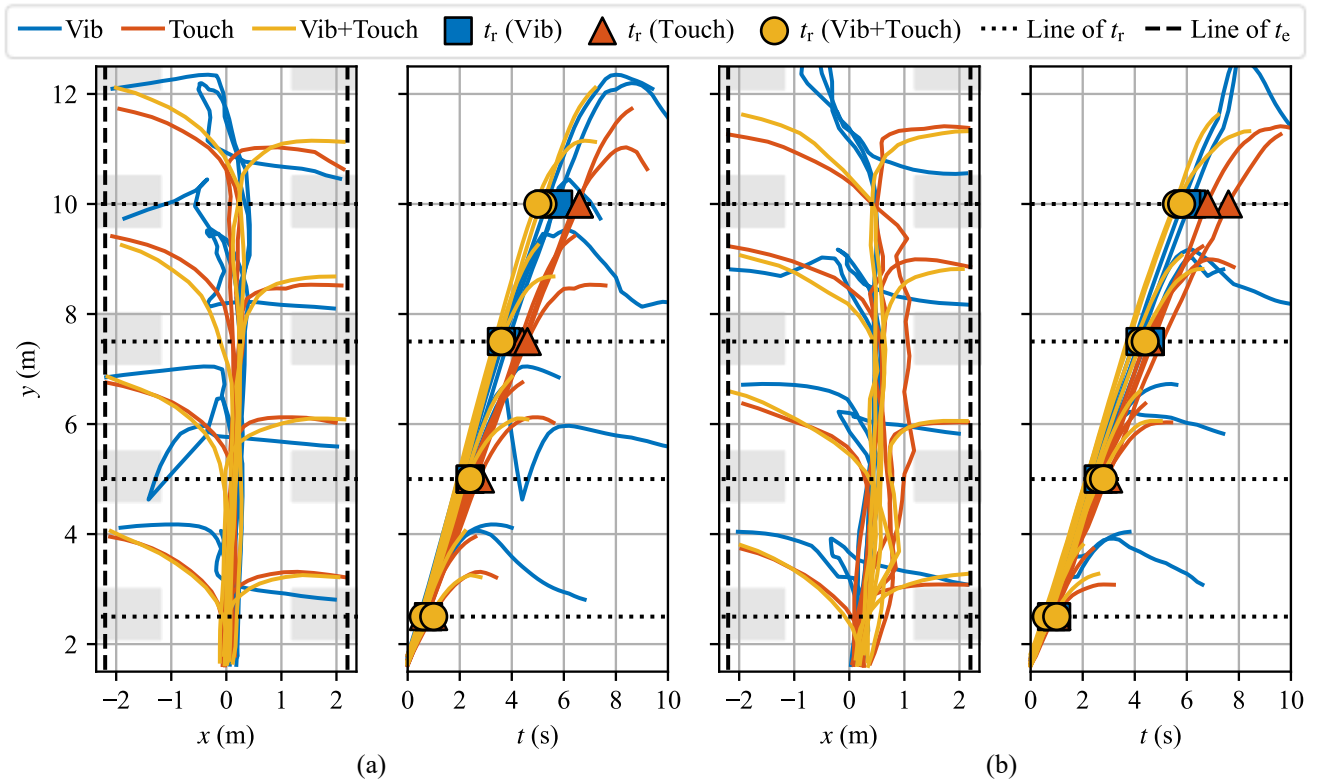 Vib Touch Vib+Touch tr (Vib) tr (Touch) tr (Vib+Touch) Line of tr Line of te
12
10
8
6
4
2
y (m)
−2 −1 0 1 2
x (m)
0 2 4 6 8 10
t (s)
−2 −1 0 1 2
x (m)
0 2 4 6 8 10
t (s)
(a)
(b)